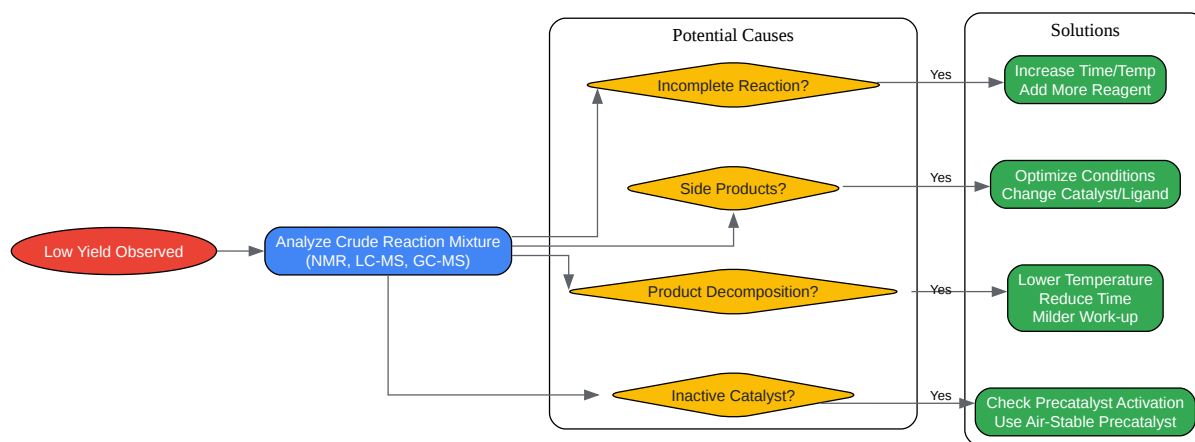 Potential Causes
Solutions
Incomplete Reaction?
Yes
Increase Time/Temp
Add More Reagent
Side Products?
Yes
Optimize Conditions
Change Catalyst/Ligand
Low Yield Observed
Analyze Crude Reaction Mixture
(NMR, LC-MS, GC-MS)
Product Decomposition?
Yes
Lower Temperature
Reduce Time
Milder Work-up
Inactive Catalyst?
Yes
Check Precatalyst Activation
Use Air-Stable Precatalyst